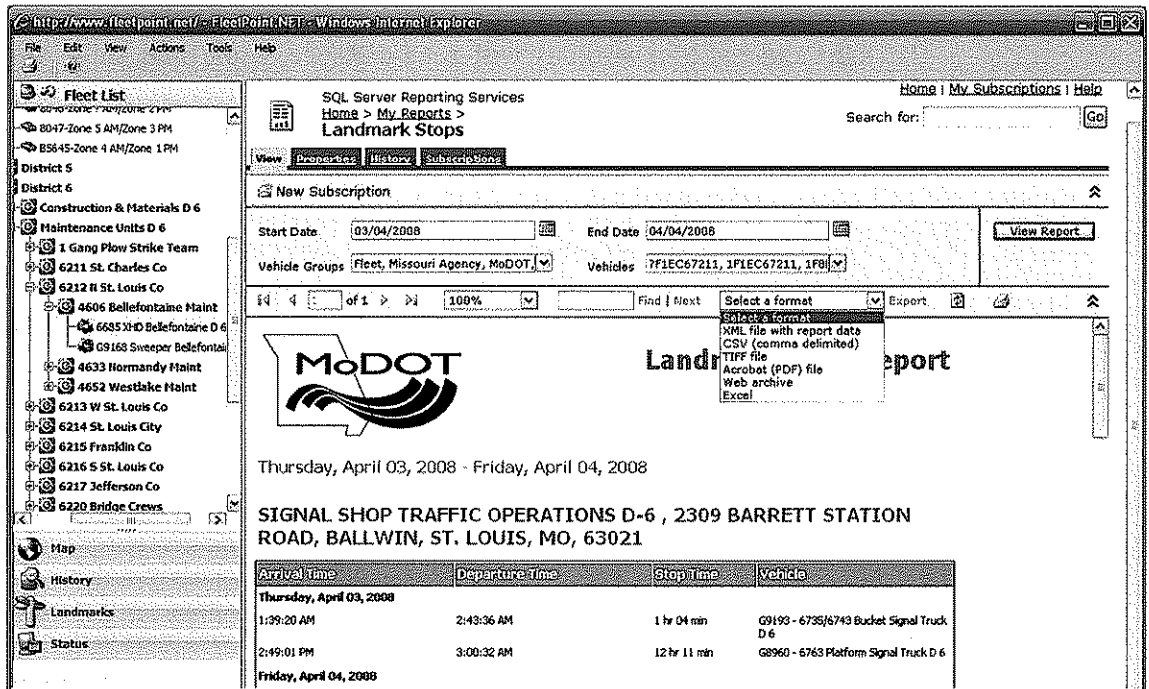 http://www.fleetpoint.net/ - FleetPoint.NET - Windows Internet Explorer
File Edit View Actions Tools Help
Fleet List
8047-Zone 5 AM/Zone 3 PM
B5645-Zone 4 AM/Zone 1 PM
District 5
District 6
Construction & Materials D 6
Maintenance Units D 6
1 Gang Plow Strike Team
6211 St. Charles Co
6212 N St. Louis Co
4606 Bellefontaine Maint
6685 XHD Bellefontaine D 6
G9168 Sweeper Bellefontai
4633 Normandy Maint
4652 Westlake Maint
6213 W St. Louis Co
6214 St. Louis City
6215 Franklin Co
6216 S St. Louis Co
6217 Jefferson Co
6220 Bridge Crews
Map
History
Landmarks
Status
SQL Server Reporting Services
Home > My Reports >
Landmark Stops
Home | My Subscriptions | Help
Search for: Go
View Properties History Subscriptions
New Subscription
Start Date 03/04/2008 End Date 04/04/2008 View Report
Vehicle Groups Fleet, Missouri Agency, MoDOT, Vehicles ?F1EC67211, 1F1EC67211, 1F8
of 1 100% Find | Next Select a format Export
Select a format
XML file with report data
CSV (comma delimited)
TIFF file
Acrobat (PDF) file
Web archive
Excel
MoDOT
Landm eport
Thursday, April 03, 2008 - Friday, April 04, 2008
SIGNAL SHOP TRAFFIC OPERATIONS D-6 , 2309 BARRETT STATION
ROAD, BALLWIN, ST. LOUIS, MO, 63021
Arrival Time Departure Time Stop Time Vehicle
Thursday, April 03, 2008
1:39:20 AM 2:43:36 AM 1 hr 04 min G9193 - 6735/6743 Bucket Signal Truck
D 6
2:49:01 PM 3:00:32 AM 12 hr 11 min G8960 - 6763 Platform Signal Truck D 6
Friday, April 04, 2008